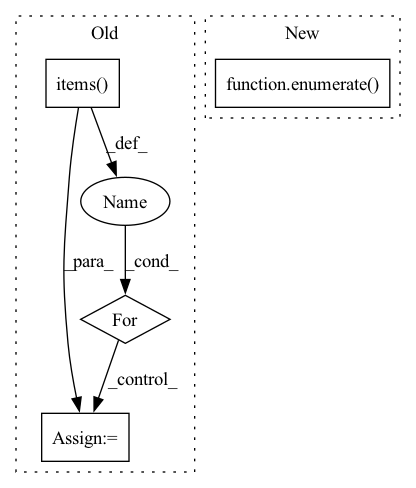 Old
New
items()
function.enumerate()
_def_
Name
_para_
_cond_
For
_control_
Assign:=